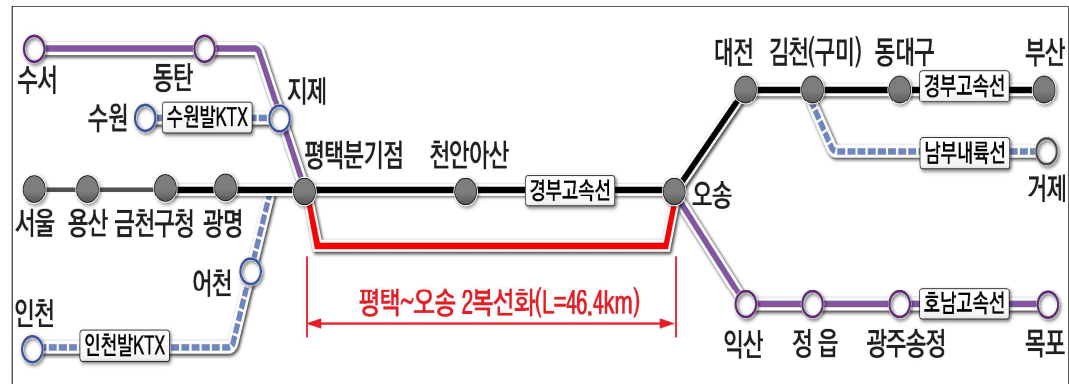 수서
동탄
지제
수원
수원발KTX
평택분기점
천안아산
경부고속선
오송
서울
용산
금천구청
광명
어천
인천
인천발KTX
평택~오송 2복선화(L=46.4km)
대전
김천(구미)
동대구
경부고속선
부산
남부내륙선
거제
익산
정 읍
광주송정
호남고속선
목포